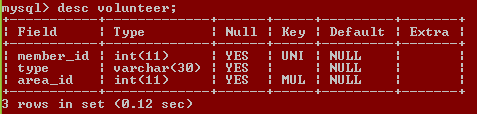 mysql> desc volunteer;
+-----------+-------------+------+-----+---------+-------+
| Field     | Type        | Null | Key | Default | Extra |
+-----------+-------------+------+-----+---------+-------+
| member_id | int(11)     | YES  | UNI | NULL    |       |
| type      | varchar(30) | YES  |     | NULL    |       |
| area_id   | int(11)     | YES  | MUL | NULL    |       |
+-----------+-------------+------+-----+---------+-------+
3 rows in set (0.12 sec)